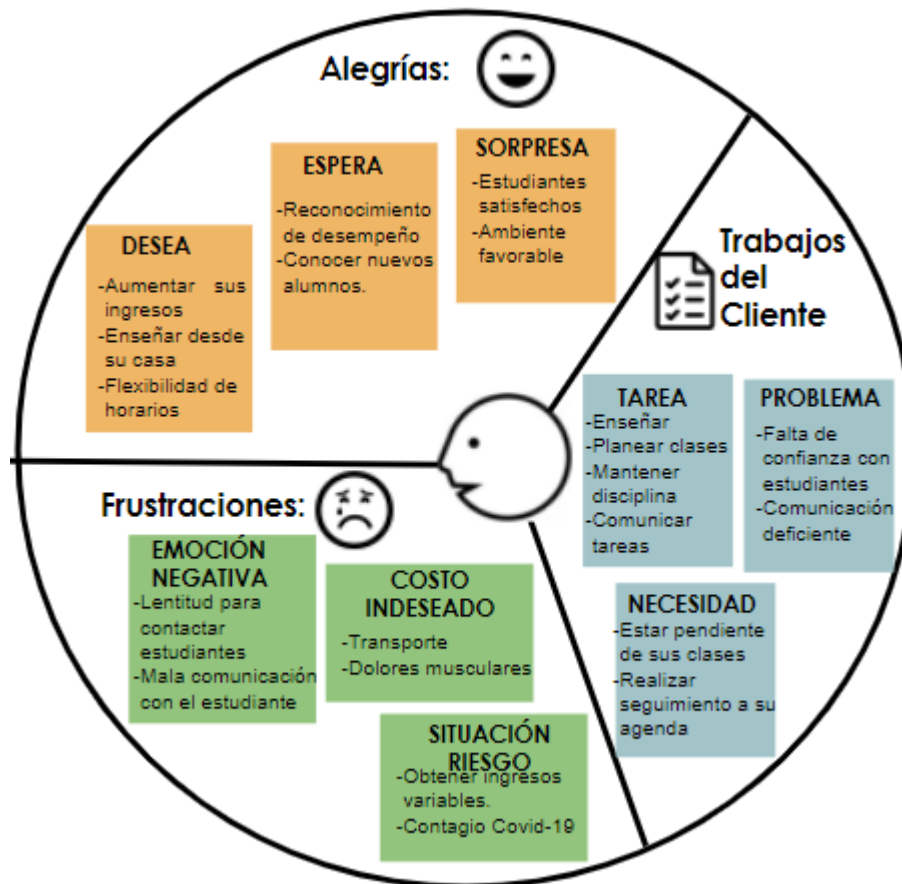 Alegrías:
DESEA
-Aumentar sus
ingresos
-Enseñar desde
su casa
-Flexibilidad de
horarios
ESPERA
-Reconocimiento
de desempeño
-Conocer nuevos
alumnos.
SORPRESA
-Estudiantes
satisfechos
-Ambiente
favorable
Trabajos
del
Cliente
TAREA
-Enseñar
-Planear clases
-Mantener
disciplina
-Comunicar
tareas
PROBLEMA
-Falta de
confianza con
estudiantes
-Comunicación
deficiente
NECESIDAD
-Estar pendiente
de sus clases
-Realizar
seguimiento a su
agenda
Frustraciones:
EMOCIÓN
NEGATIVA
-Lentitud para
contactar
estudiantes
-Mala comunicación
con el estudiante
COSTO
INDESEADO
-Transporte
-Dolores musculares
SITUACIÓN
RIESGO
-Obtener ingresos
variables.
-Contagio Covid-19